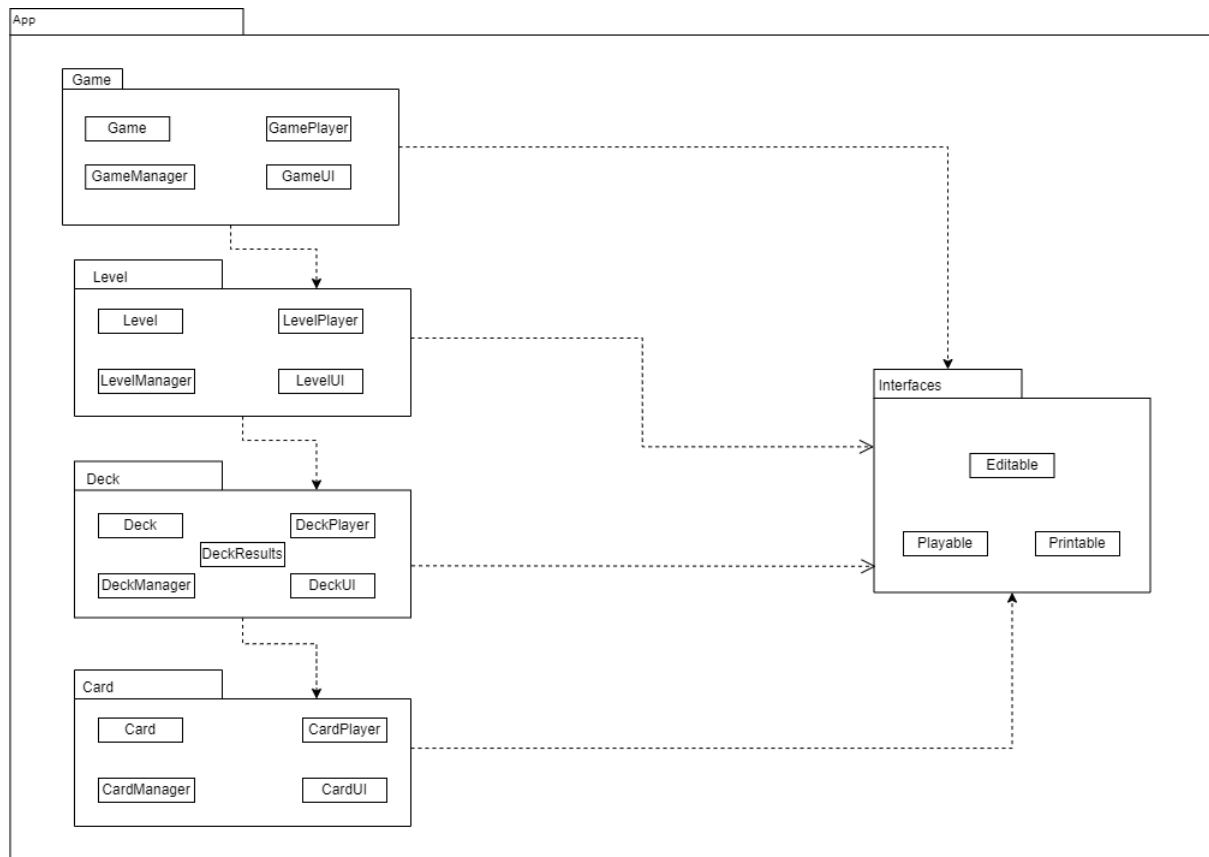 App
Game
Game
GamePlayer
GameManager
GameUI
Level
Level
LevelPlayer
LevelManager
LevelUI
Interfaces
Editable
Playable
Printable
Deck
Deck
DeckPlayer
DeckResults
DeckManager
DeckUI
Card
Card
CardPlayer
CardManager
CardUI